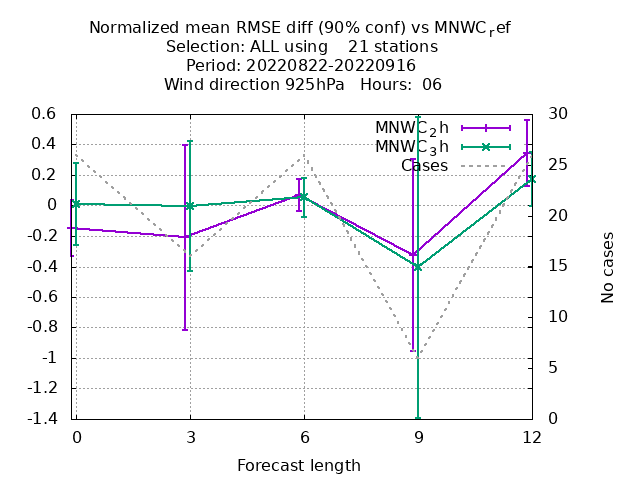 Normalized mean RMSE diff (90% conf) vs MNWC_ref
Selection: ALL using    21 stations
Period: 20220822-20220916
Wind direction 925hPa   Hours:  06
MNWC_2h
MNWC_3h
Cases
0.6
0.4
0.2
0
-0.2
-0.4
-0.6
-0.8
-1
-1.2
-1.4
30
25
20
15
10
5
0
No cases
0 3 6 9 12
Forecast length